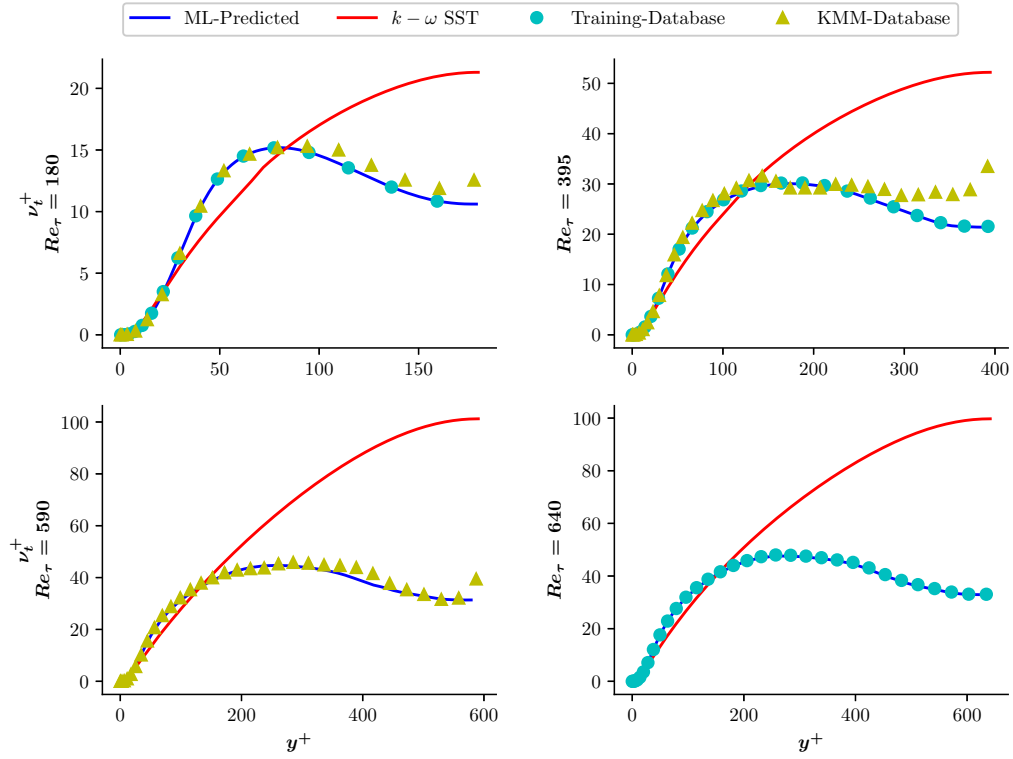 ML-Predicted
k − ω SST
Training-Database
KMM-Database
ν_t^+
Re_τ = 180
0
5
10
15
20
0 50 100 150
Re_τ = 395
0
10
20
30
40
50
0 100 200 300 400
ν_t^+
Re_τ = 590
0
20
40
60
80
100
0 200 400 600
y^+
Re_τ = 640
0
20
40
60
80
100
0 200 400 600
y^+